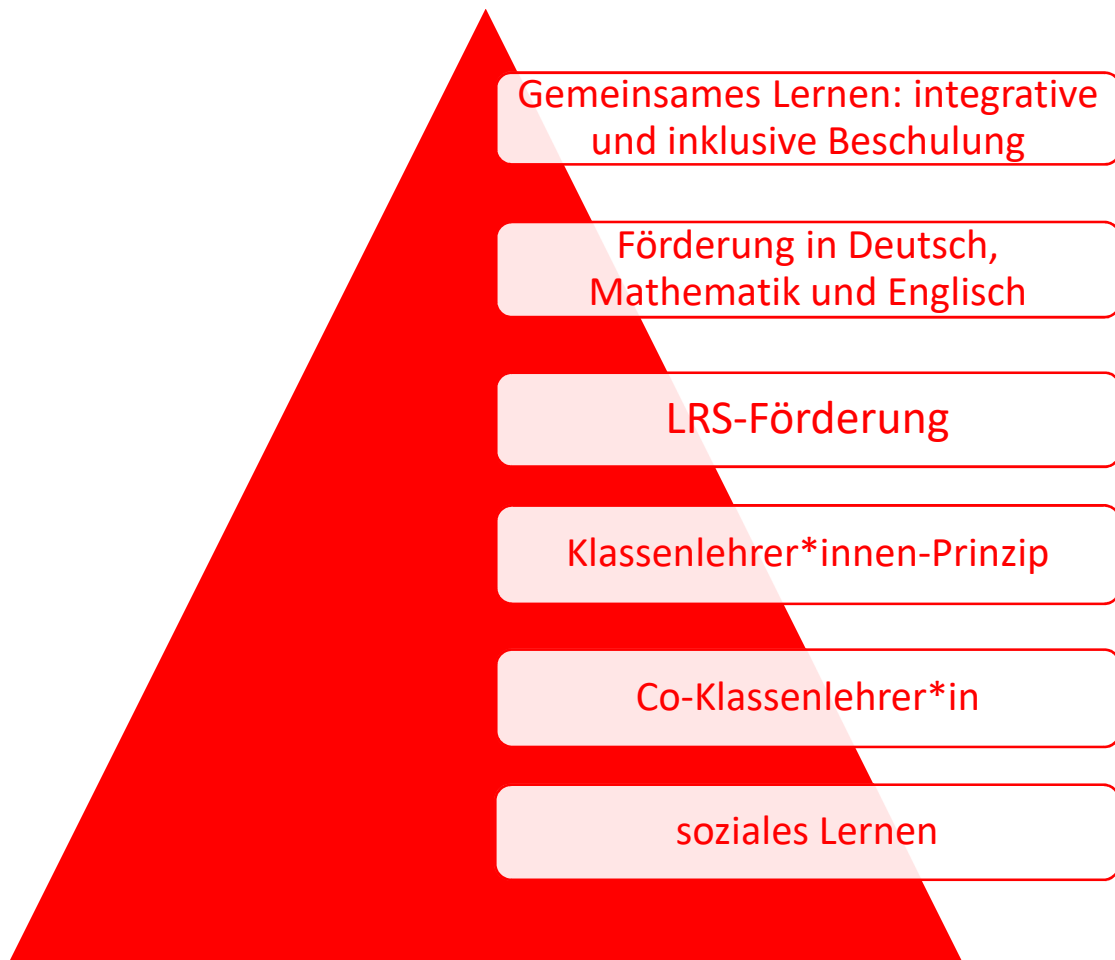 Gemeinsames Lernen: integrative
und inklusive Beschulung
Förderung in Deutsch,
Mathematik und Englisch
LRS-Förderung
Klassenlehrer*innen-Prinzip
Co-Klassenlehrer*in
soziales Lernen